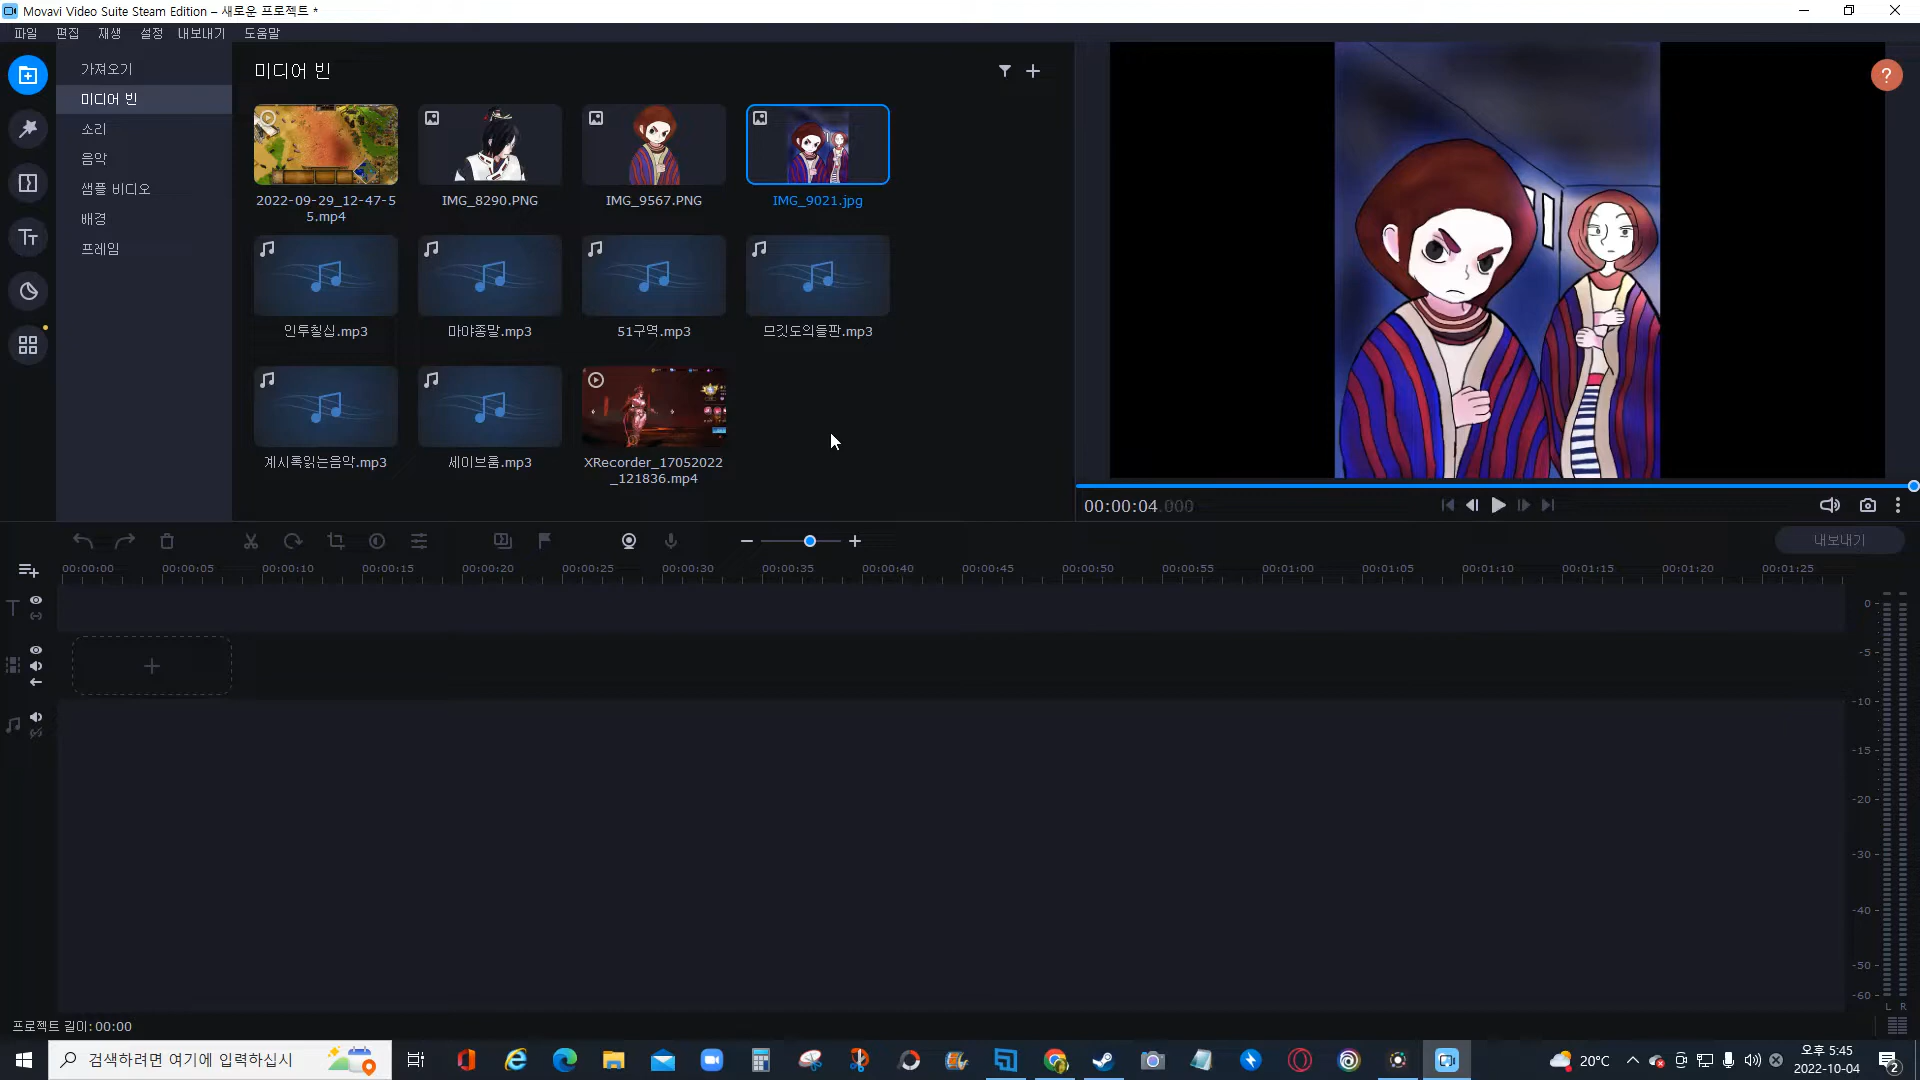 Movavi Video Suite Steam Edition – 새로운 프로젝트 *
파일 편집 재생 설정 내보내기 도움말
가져오기
미디어 빈
소리
음악
샘플 비디오
배경
프레임
미디어 빈
2022-09-29_12-47-5
5.mp4
IMG_8290.PNG
IMG_9567.PNG
IMG_9021.jpg
인투칠십.mp3
마야종말.mp3
51구역.mp3
므깃도의들판.mp3
계시록읽는음악.mp3
세이브룸.mp3
XRecorder_17052022
_121836.mp4
?
00:00:04.000
내보내기
00:00:00 00:00:05 00:00:10 00:00:15 00:00:20 00:00:25 00:00:30 00:00:35 00:00:40 00:00:45 00:00:50 00:00:55 00:01:00 00:01:05 00:01:10 00:01:15 00:01:20 00:01:25
0
-5
-10
-15
-20
-30
-40
-50
-60
L R
프로젝트 길이: 00:00
검색하려면 여기에 입력하십시
20°C
오후 5:45
2022-10-04
2